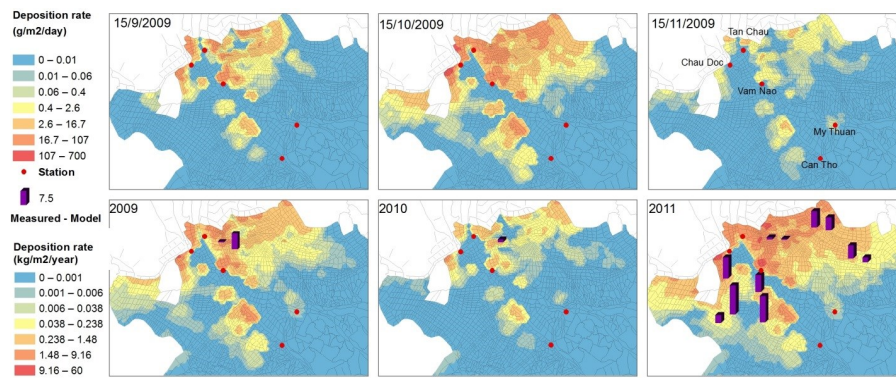 Deposition rate
(g/m2/day)
0 – 0.01
0.01 – 0.06
0.06 – 0.4
0.4 – 2.6
2.6 – 16.7
16.7 – 107
107 – 700
Station
7.5
Measured - Model
Deposition rate
(kg/m2/year)
0 – 0.001
0.001 – 0.006
0.006 – 0.038
0.038 – 0.238
0.238 – 1.48
1.48 – 9.16
9.16 – 60
15/9/2009
15/10/2009
15/11/2009
Tan Chau
Chau Doc
Vam Nao
My Thuan
Can Tho
2009
2010
2011